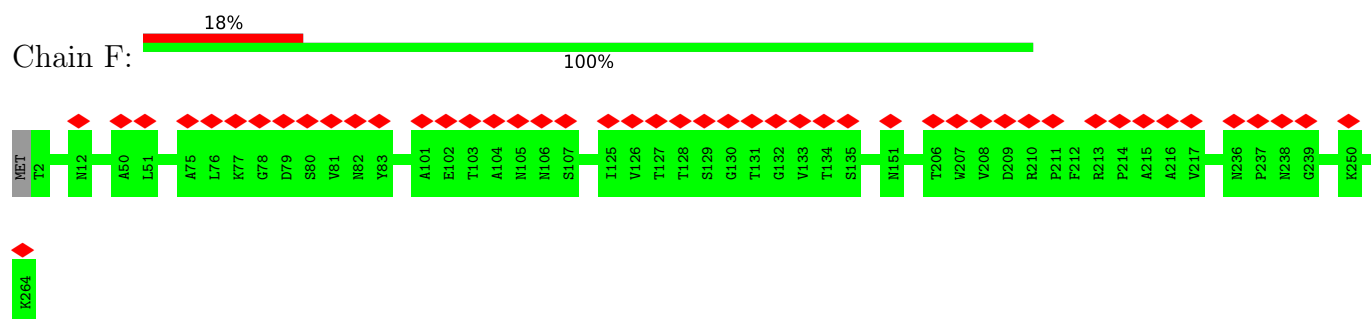 18%
Chain F:
100%
MET T2 N12 A50 L51 A75 L76 K77 G78 D79 S80 V81 N82 Y83 A101 E102 T103 A104 N105 N106 S107 I125 V126 T127 T128 S129 G130 T131 G132 V133 T134 S135 N151 T206 W207 V208 D209 R210 P211 F212 R213 P214 A215 A216 V217 N236 P237 N238 G239 K250
K264